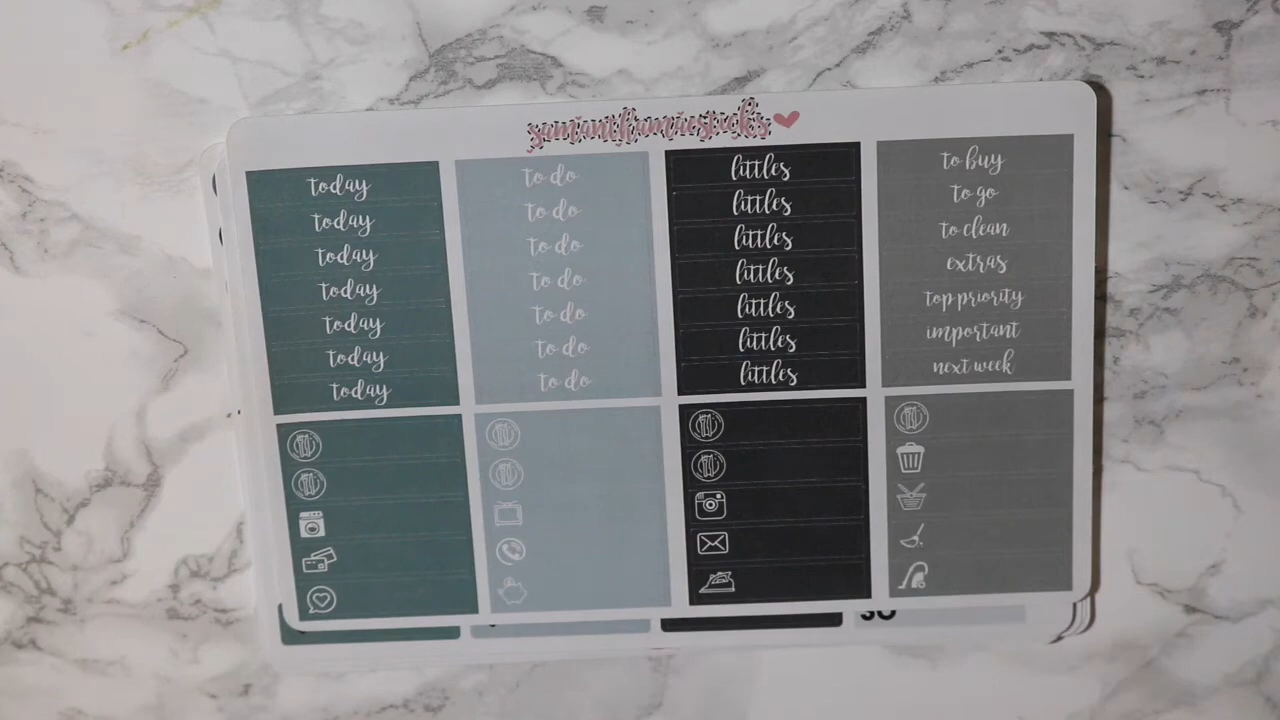 samanthamaesticks
today
today
today
today
today
today
today
to do
to do
to do
to do
to do
to do
to do
littles
littles
littles
littles
littles
littles
littles
to buy
to go
to clean
extras
top priority
important
next week